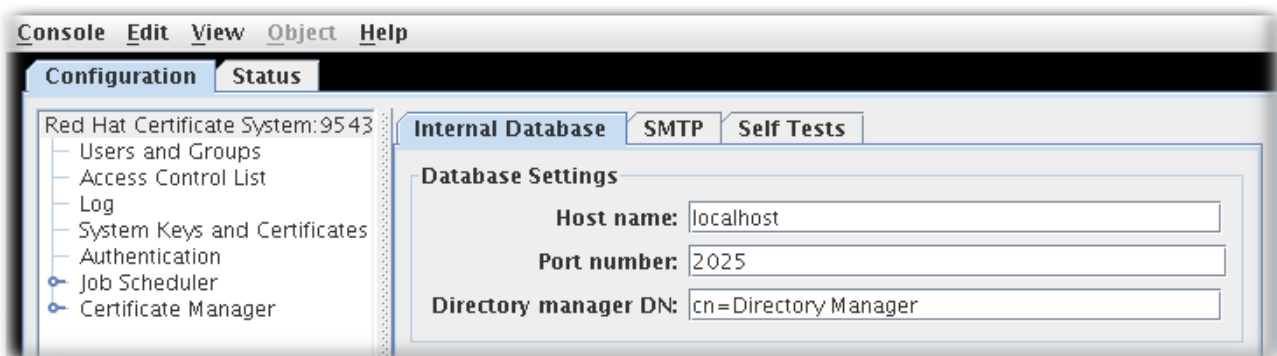 Console Edit View Object Help
Configuration Status
Red Hat Certificate System:9543
Users and Groups
Access Control List
Log
System Keys and Certificates
Authentication
Job Scheduler
Certificate Manager
Internal Database SMTP Self Tests
Database Settings
Host name: localhost
Port number: 2025
Directory manager DN: cn=Directory Manager